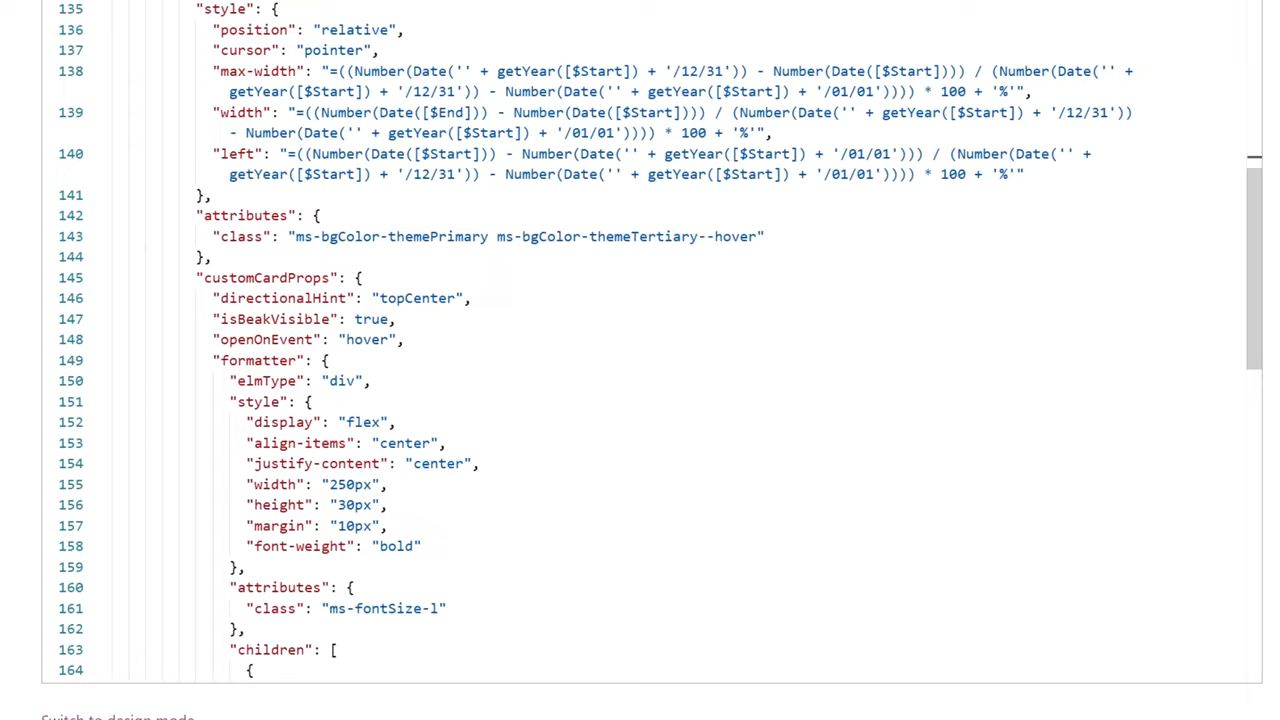 135 "style": {
136 "position": "relative",
137 "cursor": "pointer",
138 "max-width": "=((Number(Date('' + getYear([$Start]) + '/12/31')) - Number(Date([$Start]))) / (Number(Date('' +
getYear([$Start]) + '/12/31')) - Number(Date('' + getYear([$Start]) + '/01/01')))) * 100 + '%'",
139 "width": "=((Number(Date([$End])) - Number(Date([$Start]))) / (Number(Date('' + getYear([$Start]) + '/12/31'))
- Number(Date('' + getYear([$Start]) + '/01/01')))) * 100 + '%'",
140 "left": "=((Number(Date([$Start])) - Number(Date('' + getYear([$Start]) + '/01/01'))) / (Number(Date('' +
getYear([$Start]) + '/12/31')) - Number(Date('' + getYear([$Start]) + '/01/01')))) * 100 + '%'"
141 },
142 "attributes": {
143 "class": "ms-bgColor-themePrimary ms-bgColor-themeTertiary--hover"
144 },
145 "customCardProps": {
146 "directionalHint": "topCenter",
147 "isBeakVisible": true,
148 "openOnEvent": "hover",
149 "formatter": {
150 "elmType": "div",
151 "style": {
152 "display": "flex",
153 "align-items": "center",
154 "justify-content": "center",
155 "width": "250px",
156 "height": "30px",
157 "margin": "10px",
158 "font-weight": "bold"
159 },
160 "attributes": {
161 "class": "ms-fontSize-l"
162 },
163 "children": [
164 {
Switch to design mode